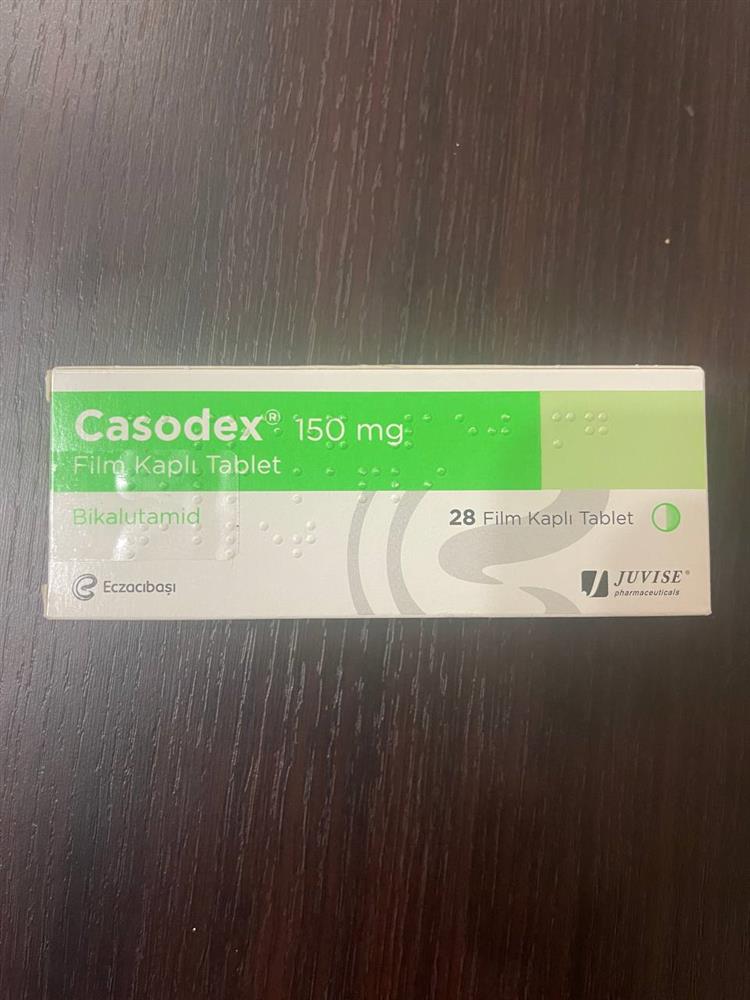 Casodex® 150 mg
Film Kaplı Tablet
Bikalutamid
28 Film Kaplı Tablet
Eczacıbaşı
JUVISE®
pharmaceuticals